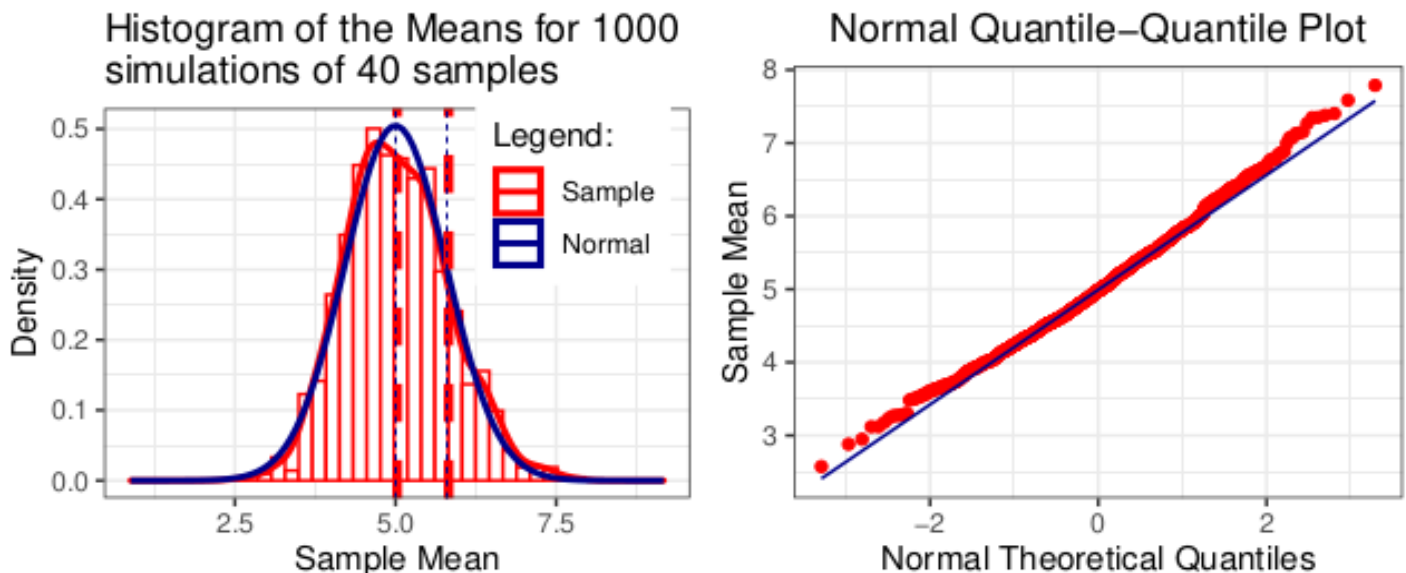 Histogram of the Means for 1000
simulations of 40 samples
Density
0.5
0.4
0.3
0.2
0.1
0.0
2.5 5.0 7.5
Sample Mean
Legend:
Sample
Normal
Normal Quantile−Quantile Plot
Sample Mean
8
7
6
5
4
3
−2 0 2
Normal Theoretical Quantiles